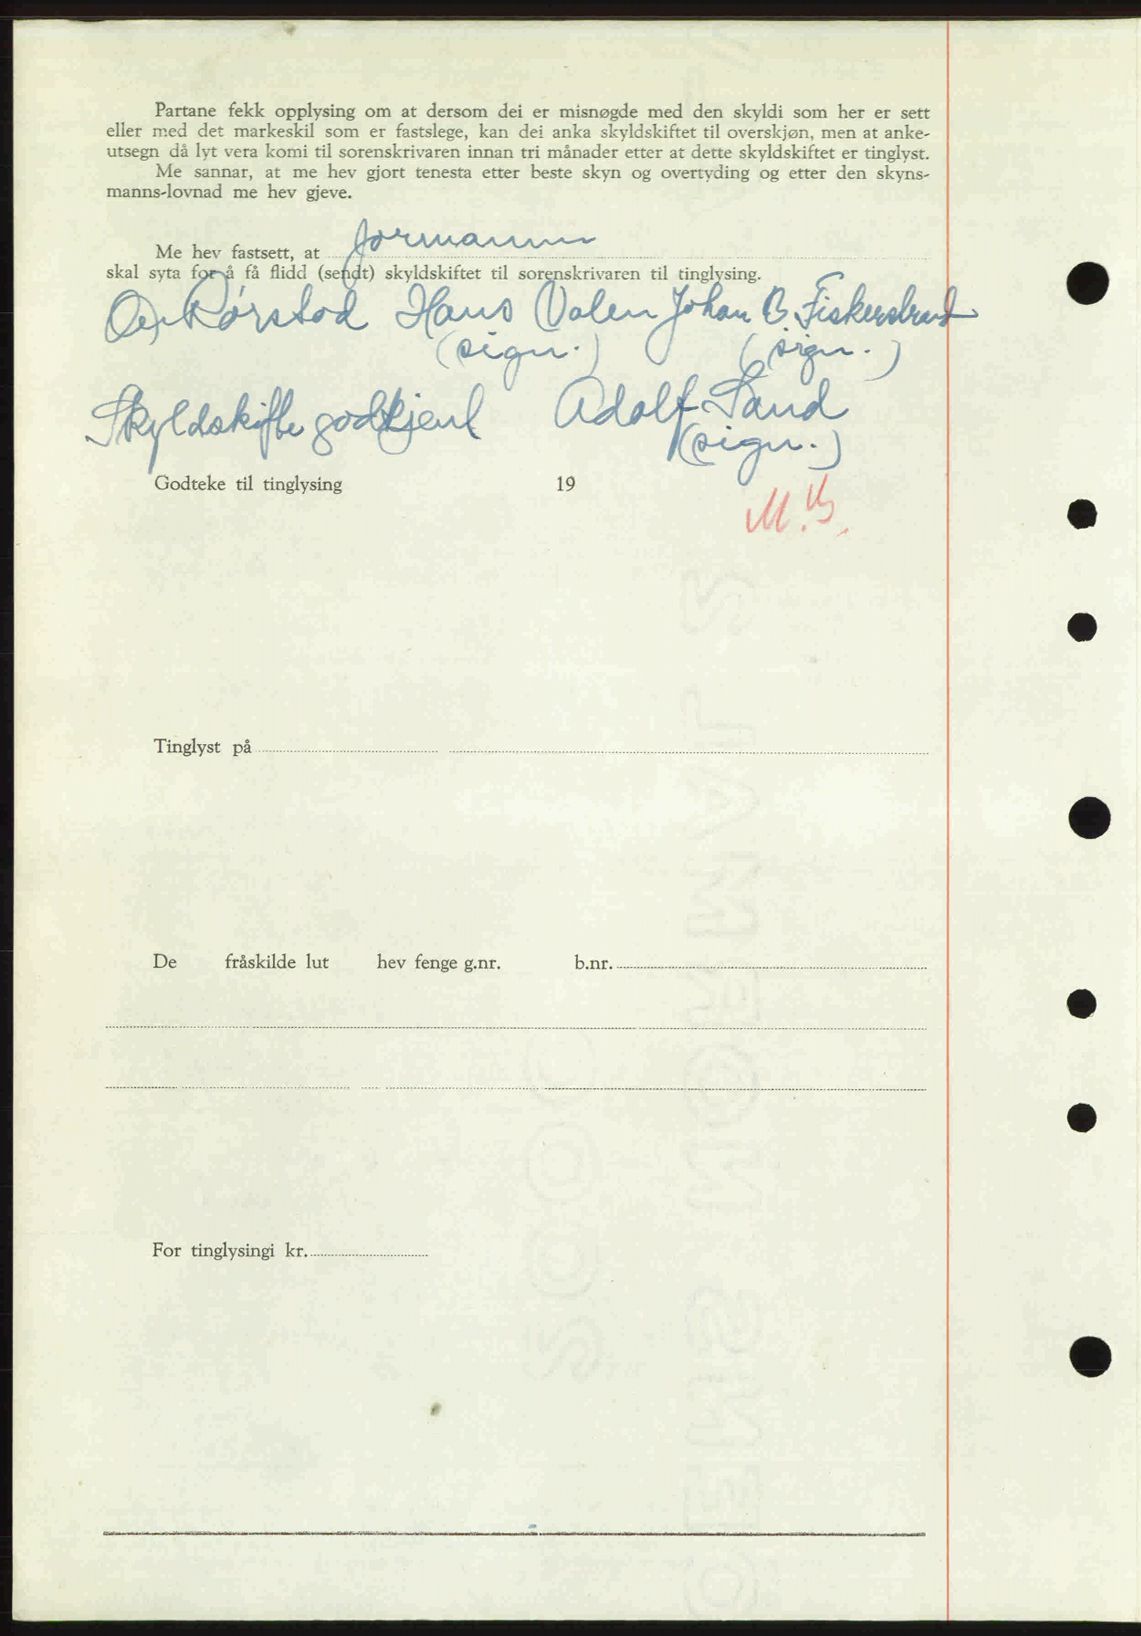 Partane fekk opplysing om at dersom dei er misnøgde med den skyldi som her er sett
eller med det markeskil som er fastslege, kan dei anka skyldskiftet til overskjøn, men at anke-
utsegn då lyt vera komi til sorenskrivaren innan tri månader etter at dette skyldskiftet er tinglyst.
Me sannar, at me hev gjort tenesta etter beste skyn og overtyding og etter den skyns-
manns-lovnad me hev gjeve.
Me hev fastsett, at formannen
skal syta for å få flidd (sendt) skyldskiftet til sorenskrivaren til tinglysing.
Rørstad Hans Valen Johan B. Fiskerstrand
(sign.) (sign.)
Skyldskifte godkjent Adolf Sand
(sign.)
Godteke til tinglysing 19
M.B.
Tinglyst på
De fråskilde lut hev fenge g.nr. b.nr.
For tinglysingi kr.